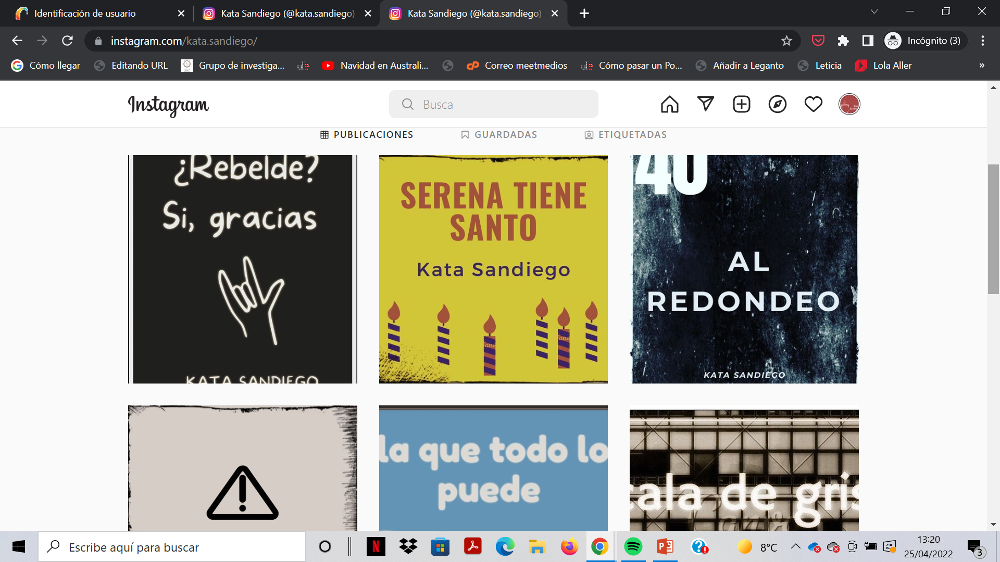 Identificación de usuario
Kata Sandiego (@kata.sandiego)
Kata Sandiego (@kata.sandiego)
instagram.com/kata.sandiego/
Incógnito (3)
Cómo llegar
Editando URL
Grupo de investiga...
Navidad en Australi...
Correo meetmedios
Cómo pasar un Po...
Añadir a Leganto
Leticia
Lola Aller
»
Instagram
Busca
PUBLICACIONES
GUARDADAS
ETIQUETADAS
¿Rebelde?
Si, gracias
KATA SANDIEGO
SERENA TIENE
SANTO
Kata Sandiego
40
AL
REDONDEO
KATA SANDIEGO
la que todo lo
puede
cala de gris
Escribe aquí para buscar
8°C
13:20
25/04/2022
3